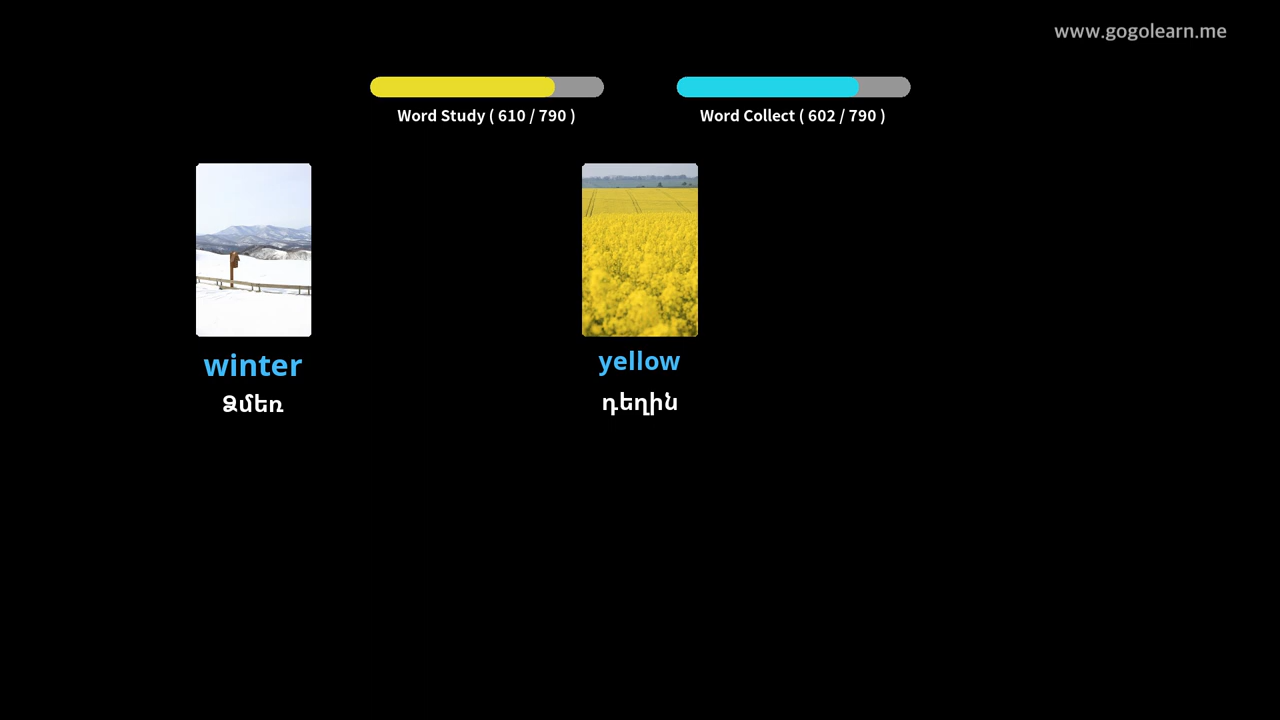 www.gogolearn.me
Word Study ( 610 / 790 )
Word Collect ( 602 / 790 )
winter
Ձմեռ
yellow
դեղին